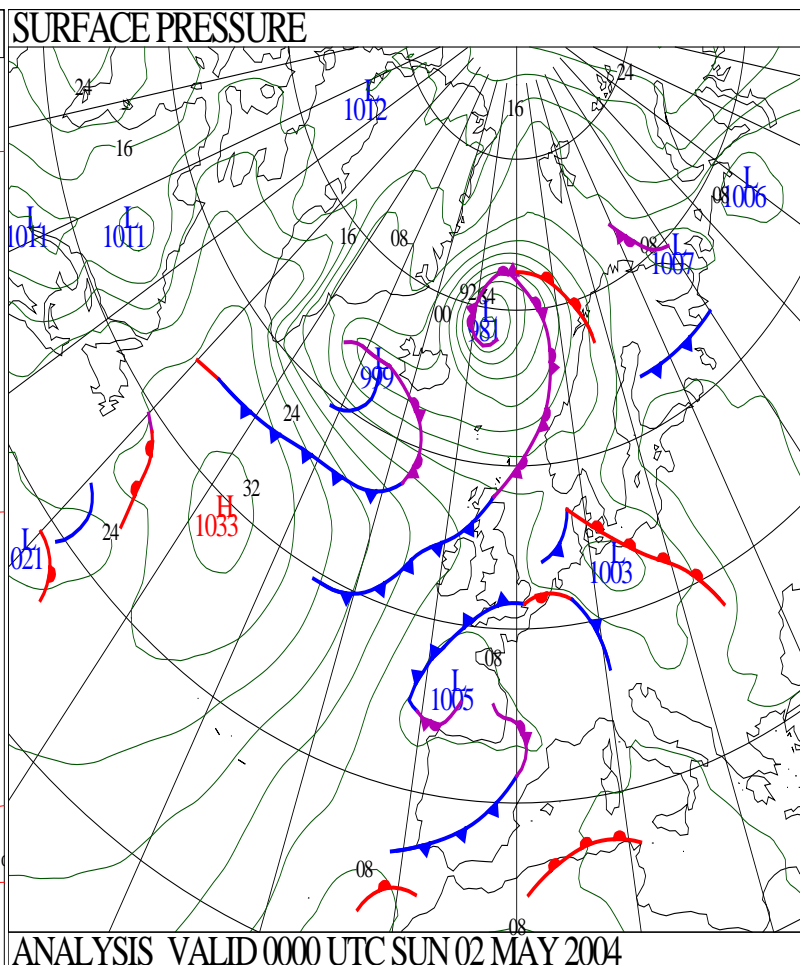 SURFACE PRESSURE
24
24
L
1012
16
16
L
1006
08
L
1011
L
1011
16
08
08
L
1007
92
84
00
L
981
L
999
24
32
H
1033
24
L
021
L
1003
08
L
1005
08
08
ANALYSIS VALID 0000 UTC SUN 02 MAY 2004